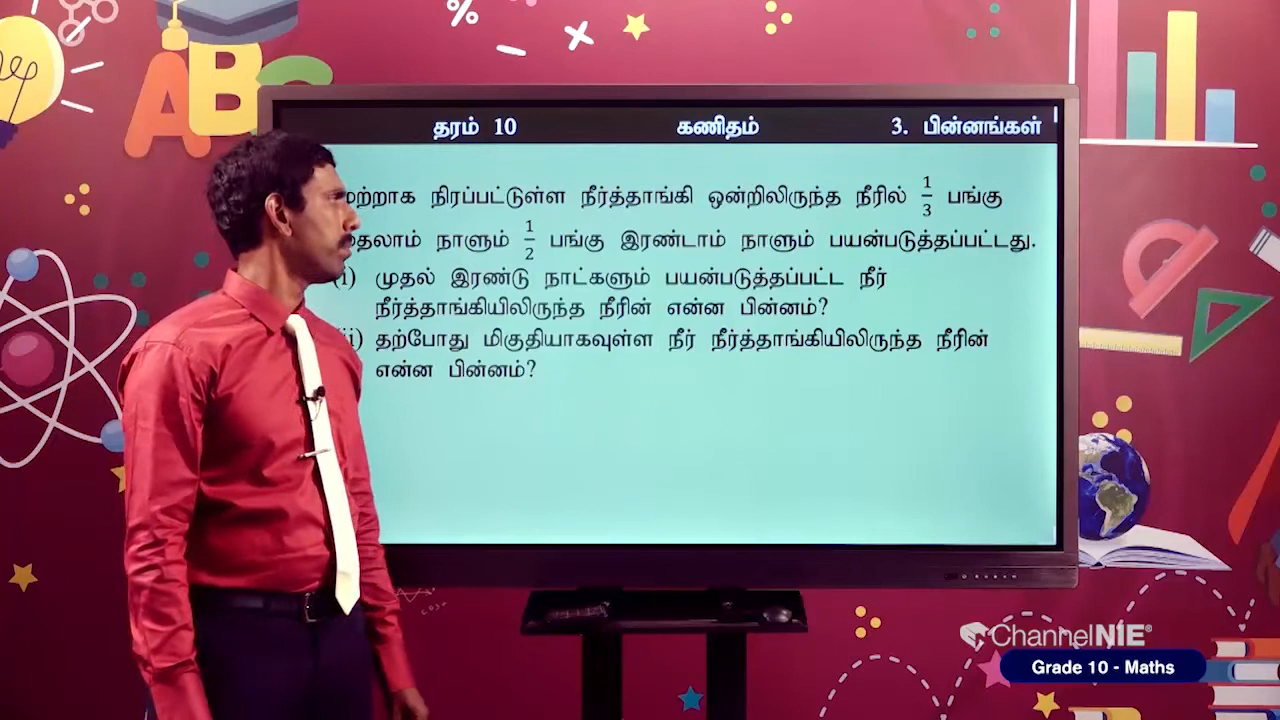 ABC
%
தரம் 10 கணிதம் 3. பின்னங்கள்
நிரப்பட்டுள்ள நீர்த்தாங்கி ஒன்றிலிருந்த நீரில் 1/3 பங்கு
நாளும் 1/2 பங்கு இரண்டாம் நாளும் பயன்படுத்தப்பட்டது.
முதல் இரண்டு நாட்களும் பயன்படுத்தப்பட்ட நீர்
நீர்த்தாங்கியிலிருந்த நீரின் என்ன பின்னம்?
தற்போது மிகுதியாகவுள்ள நீர் நீர்த்தாங்கியிலிருந்த நீரின்
என்ன பின்னம்?
ChannelNIE®
Grade 10 - Maths